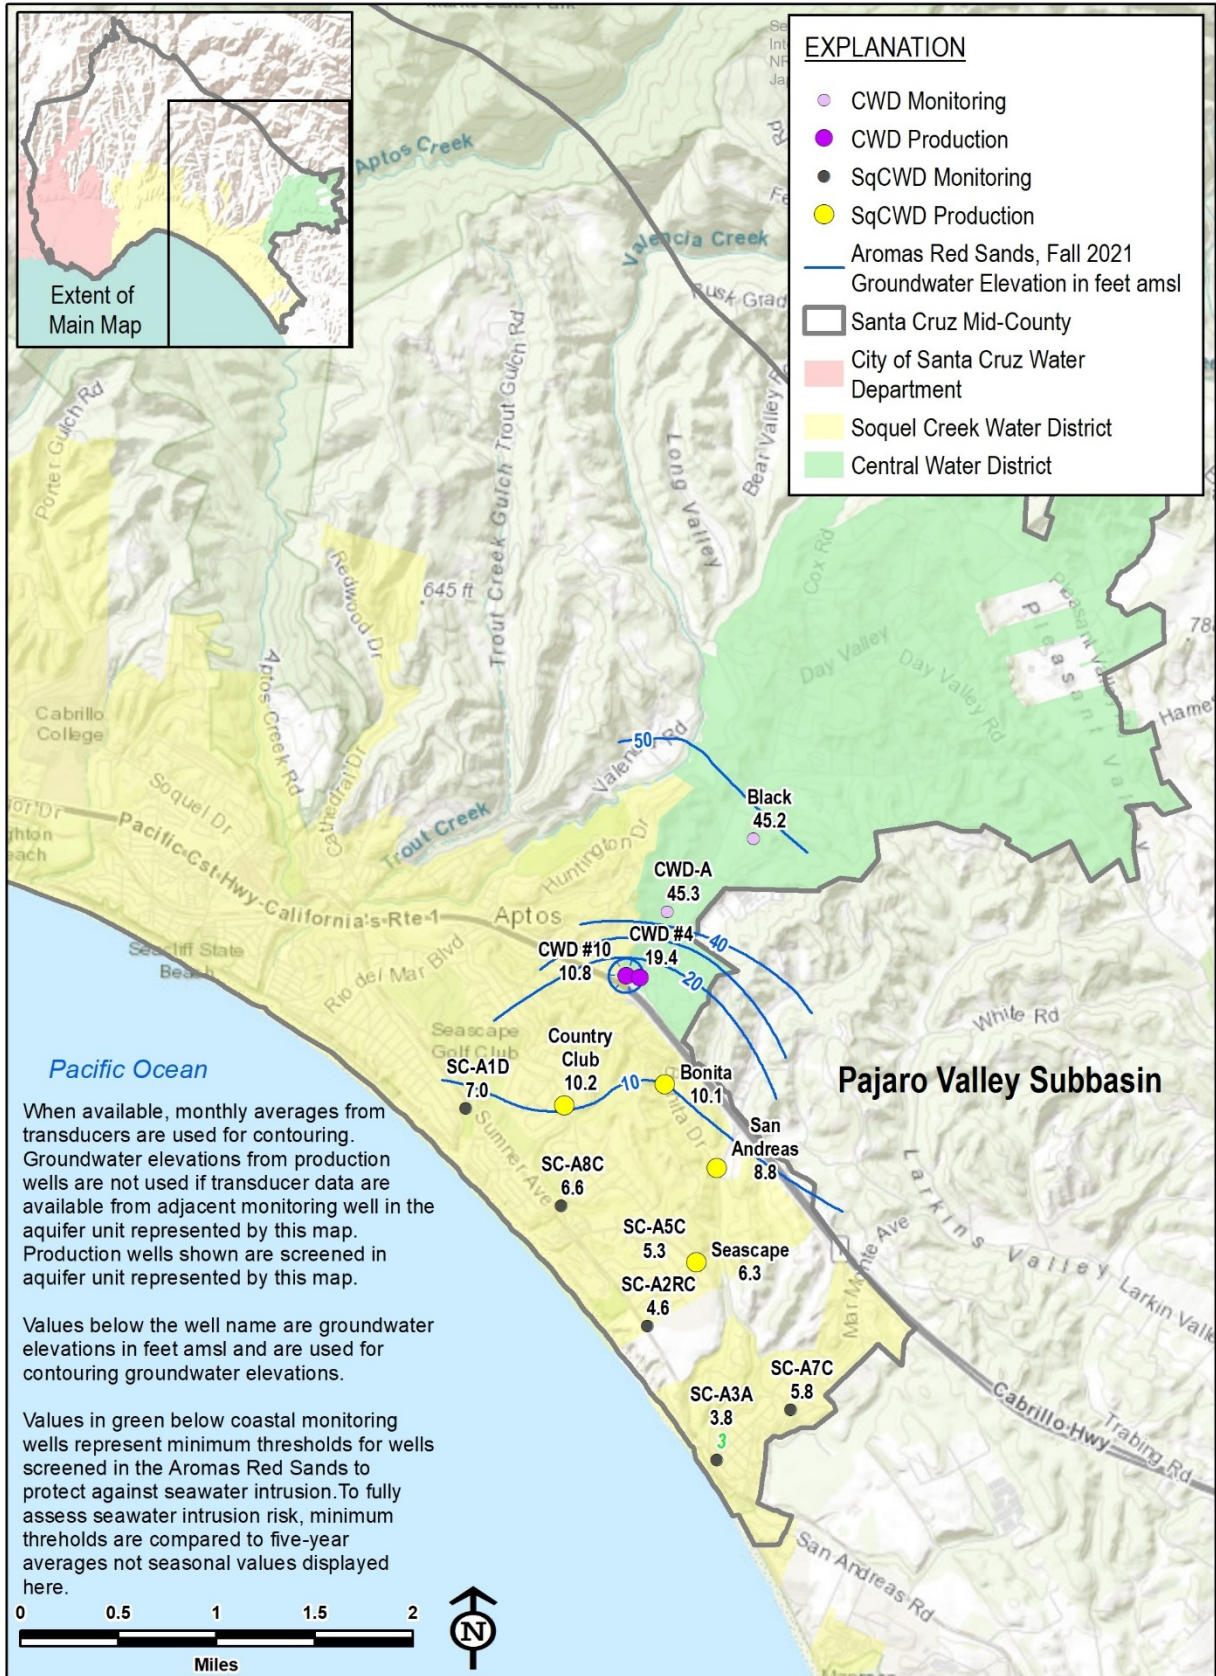 EXPLANATION
CWD Monitoring
CWD Production
SqCWD Monitoring
SqCWD Production
Aromas Red Sands, Fall 2021
Groundwater Elevation in feet amsl
Santa Cruz Mid-County
City of Santa Cruz Water
Department
Soquel Creek Water District
Central Water District
Extent of
Main Map
Aptos Creek
Valencia Creek
Rusk Grad
Porter Gulch Rd
Trout Creek Gulch Trout Gulch Rd
Long Valley
Bear Valley R
Cox Rd
Redwood Dr
645 ft
Day Valley
Day Valley Rd
Pleasant Valley
Pleasant Valley
788
Hame
Cabrillo
College
Aptos Creek Rd
Soquel Dr
Cathedral Dr
Valencia Rd
Trout Creek
Huntington Dr
Pacific-Cst-Hwy-California's-Rte-1
Aptos
Seacliff State
Beach
Rio del Mar Blvd
Seascape
Golf Club
50
Black
45.2
CWD-A
45.3
40
CWD #4
19.4
CWD #10
10.8
20
White Rd
Country
Club
10.2
SC-A1D
7.0
10
Bonita
10.1
Pajaro Valley Subbasin
San
Andreas
8.8
Sumner Ave
SC-A8C
6.6
SC-A5C
5.3
Seascape
6.3
SC-A2RC
4.6
Mar Monte Ave
Larkins Valley
Larkin Valle
SC-A7C
5.8
SC-A3A
3.8
3
Cabrillo-Hwy
Trabing Rd
San Andreas Rd
Pacific Ocean
When available, monthly averages from
transducers are used for contouring.
Groundwater elevations from production
wells are not used if transducer data are
available from adjacent monitoring well in the
aquifer unit represented by this map.
Production wells shown are screened in
aquifer unit represented by this map.
Values below the well name are groundwater
elevations in feet amsl and are used for
contouring groundwater elevations.
Values in green below coastal monitoring
wells represent minimum thresholds for wells
screened in the Aromas Red Sands to
protect against seawater intrusion.To fully
assess seawater intrusion risk, minimum
threholds are compared to five-year
averages not seasonal values displayed
here.
0 0.5 1 1.5 2
Miles
N